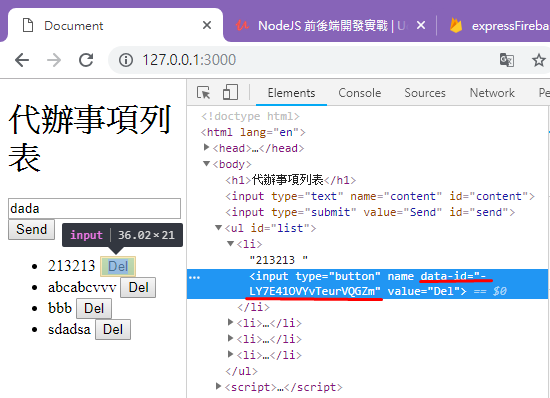 Document
NodeJS 前後端開發實戰 | U
expressFireba
127.0.0.1:3000
代辦事項列
表
dada
Send
input 36.02×21
213213 Del
abcabcvvv Del
bbb Del
sdadsa Del
Elements Console Sources Network Pe
<!doctype html>
<html lang="en">
<head>…</head>
<body>
<h1>代辦事項列表</h1>
<input type="text" name="content" id="content">
<input type="submit" value="Send" id="send">
<ul id="list">
<li>
"213213 "
<input type="button" name data-id="-
LY7E41OVYvTeurVQGZm" value="Del"> == $0
</li>
<li>…</li>
<li>…</li>
<li>…</li>
</ul>
<script>…</script>